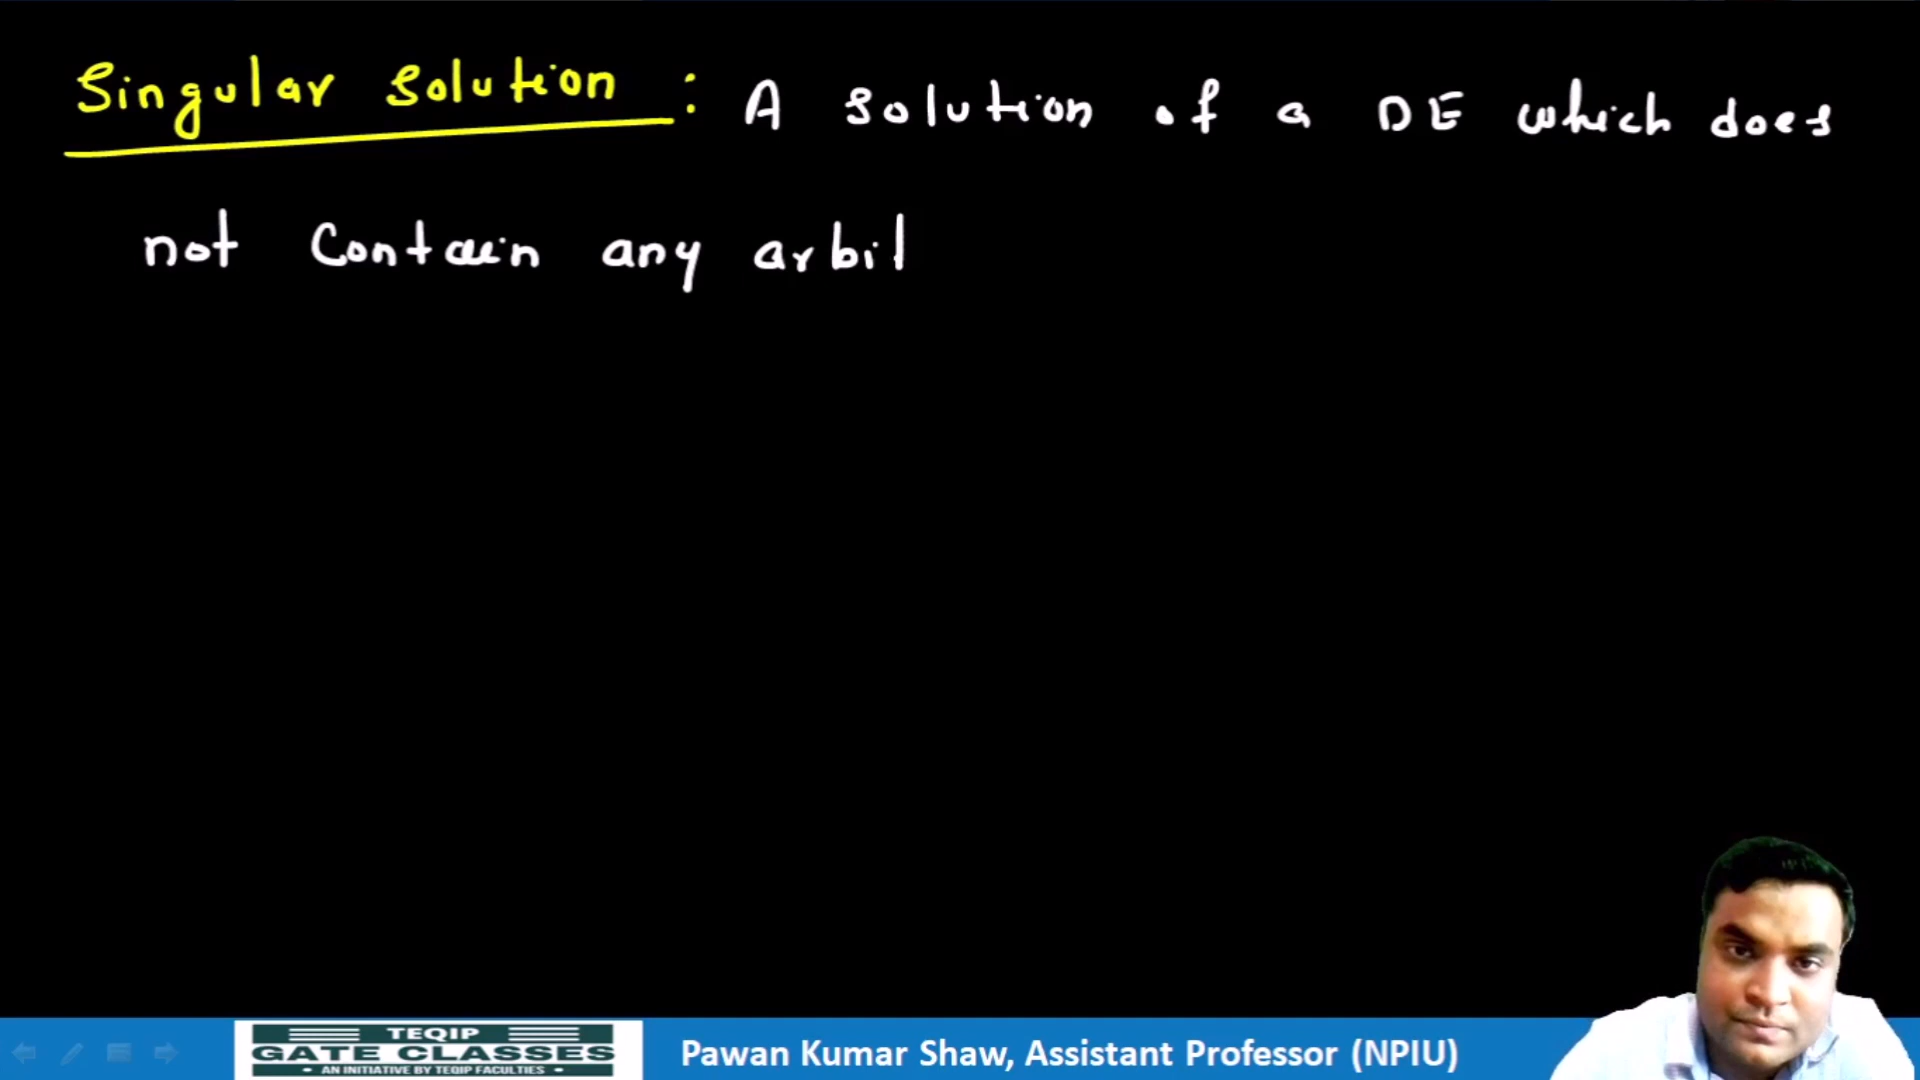 Singular Solution : A solution of a DE which does
not Contain any arbit
TEQIP
GATE CLASSES
• AN INITIATIVE BY TEQIP FACULTIES •
Pawan Kumar Shaw, Assistant Professor (NPIU)